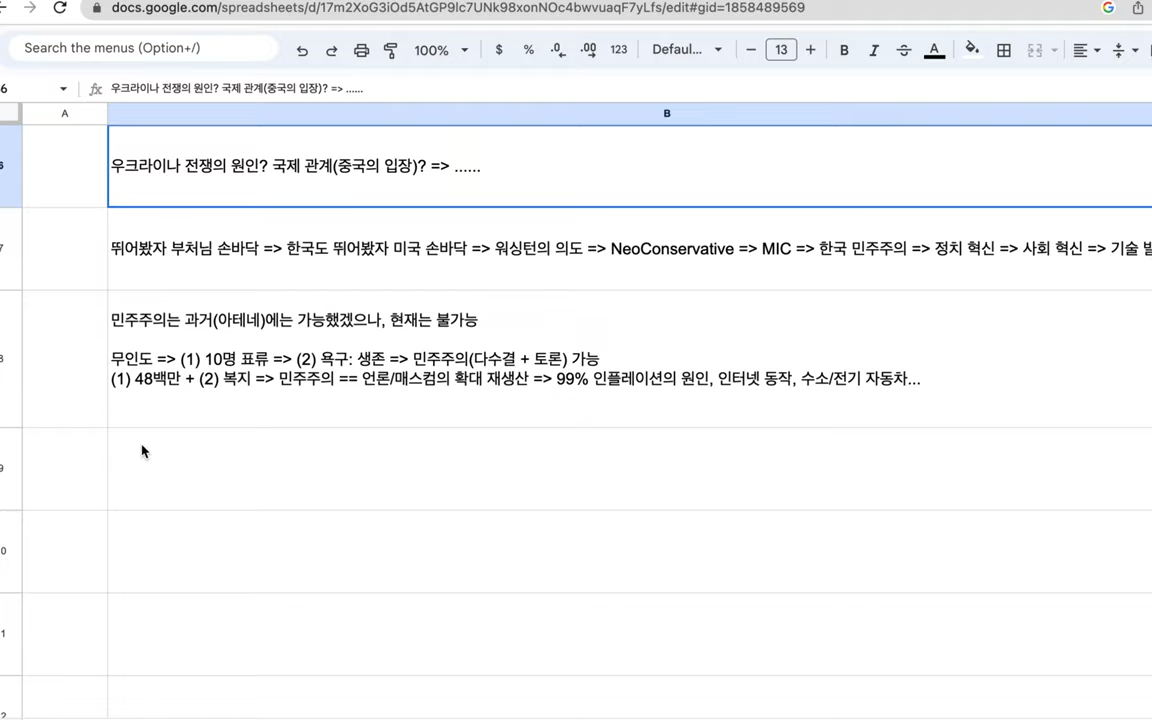 docs.google.com/spreadsheets/d/17m2XoG3iOd5AtGP9lc7UNk98xonNOc4bwvuaqF7yLfs/edit#gid=1858489569
Search the menus (Option+/) 100% $ % .0 .00 123 Defaul... − 13 + B I S A
6 fx 우크라이나 전쟁의 원인? 국제 관계(중국의 입장)? => ......
A B
6 우크라이나 전쟁의 원인? 국제 관계(중국의 입장)? => ......
7 뛰어봤자 부처님 손바닥 => 한국도 뛰어봤자 미국 손바닥 => 워싱턴의 의도 => NeoConservative => MIC => 한국 민주주의 => 정치 혁신 => 사회 혁신 => 기술
민주주의는 과거(아테네)에는 가능했겠으나, 현재는 불가능
8 무인도 => (1) 10명 표류 => (2) 욕구: 생존 => 민주주의(다수결 + 토론) 가능
(1) 48백만 + (2) 복지 => 민주주의 == 언론/매스컴의 확대 재생산 => 99% 인플레이션의 원인, 인터넷 동작, 수소/전기 자동차...
9
0
1
2